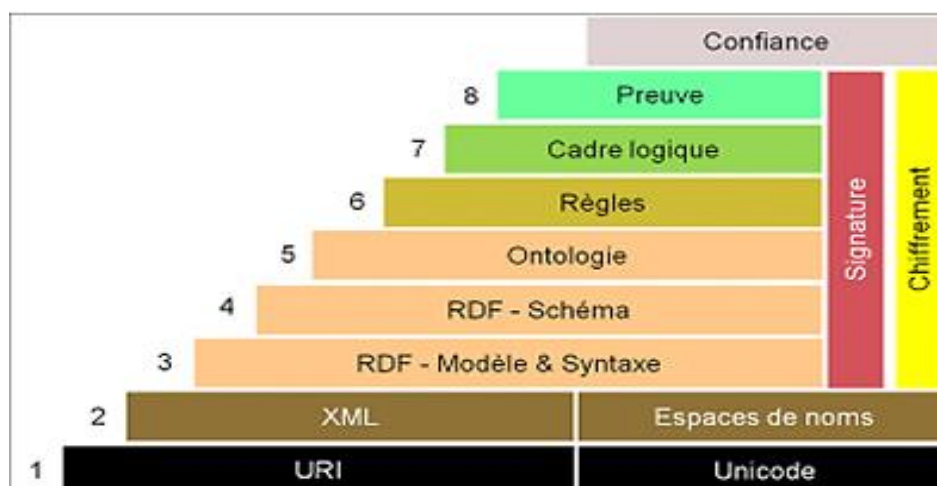 Confiance
8 Preuve
7 Cadre logique
6 Règles
5 Ontologie
4 RDF - Schéma
3 RDF - Modèle & Syntaxe
Signature
Chiffrement
2 XML Espaces de noms
1 URI Unicode